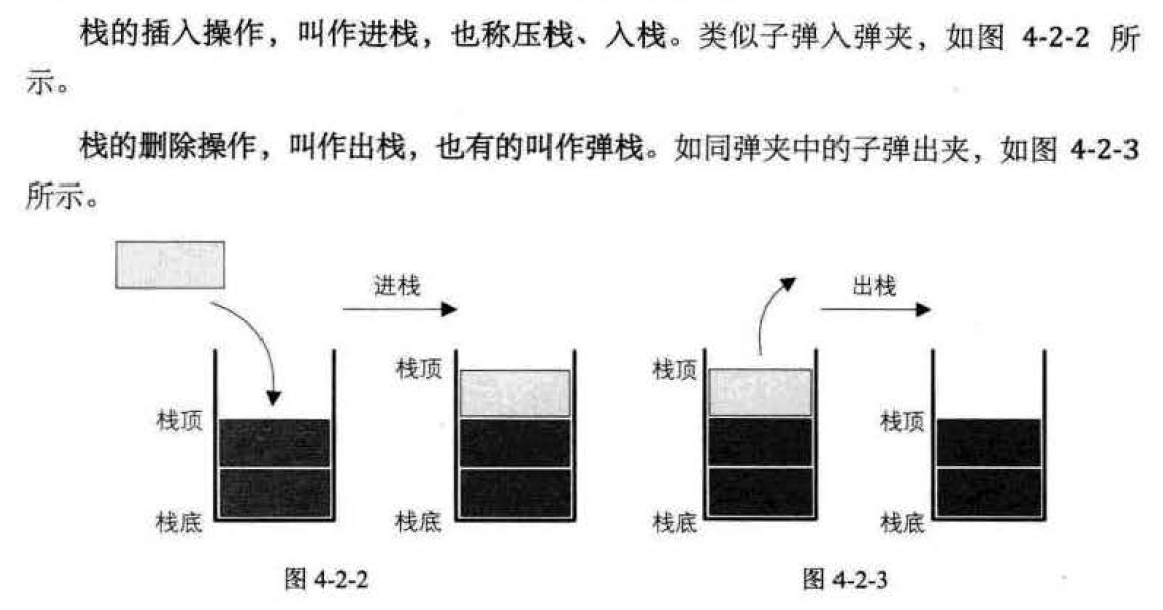 栈的插入操作，叫作进栈，也称压栈、入栈。类似子弹入弹夹，如图 4-2-2 所
示。
栈的删除操作，叫作出栈，也有的叫作弹栈。如同弹夹中的子弹出夹，如图 4-2-3
所示。
进栈
出栈
栈顶
栈顶
栈顶
栈顶
栈底
栈底
栈底
栈底
图 4-2-2
图 4-2-3